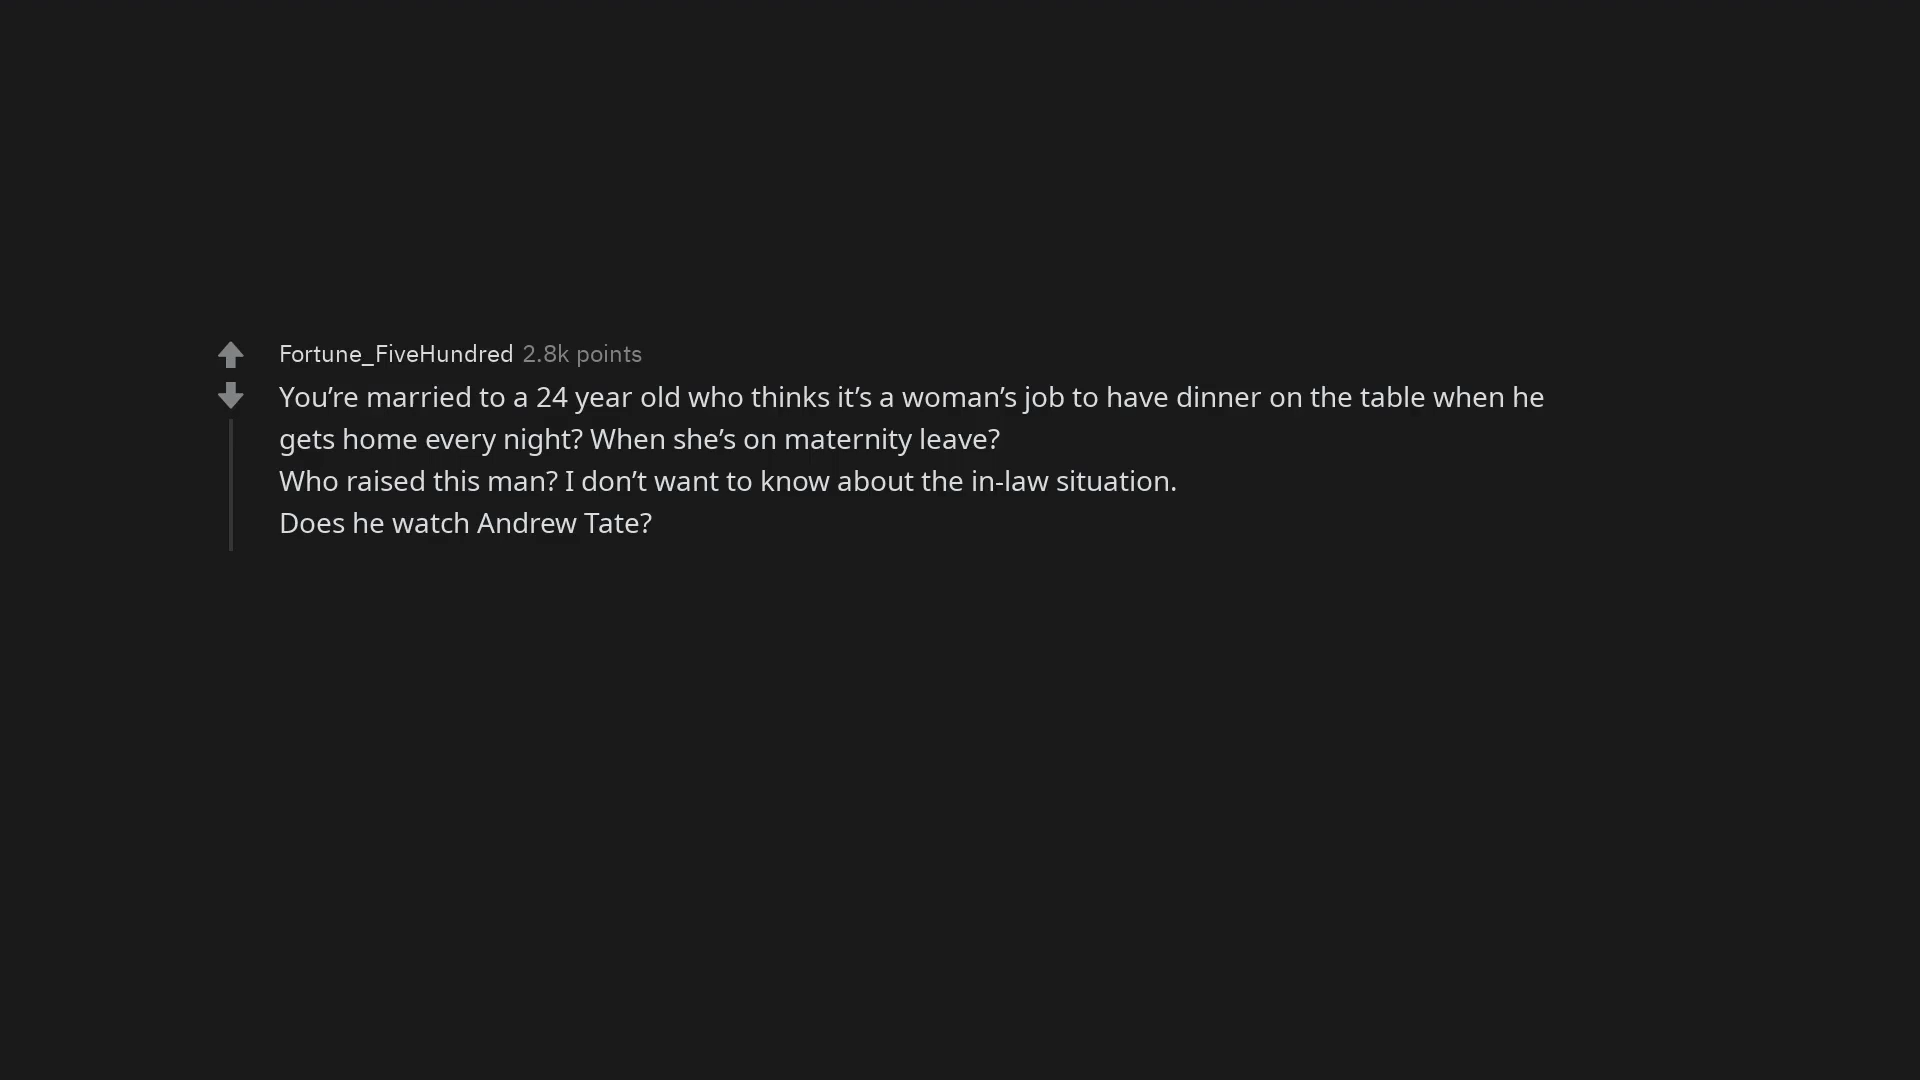 Fortune_FiveHundred 2.8k points
You’re married to a 24 year old who thinks it’s a woman’s job to have dinner on the table when he
gets home every night? When she’s on maternity leave?
Who raised this man? I don’t want to know about the in-law situation.
Does he watch Andrew Tate?